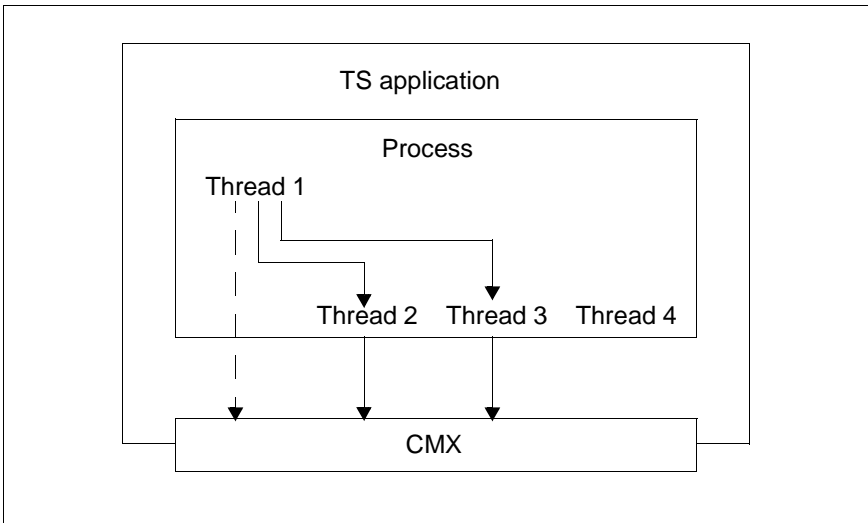 TS application
Process
Thread 1
Thread 2 Thread 3 Thread 4
CMX